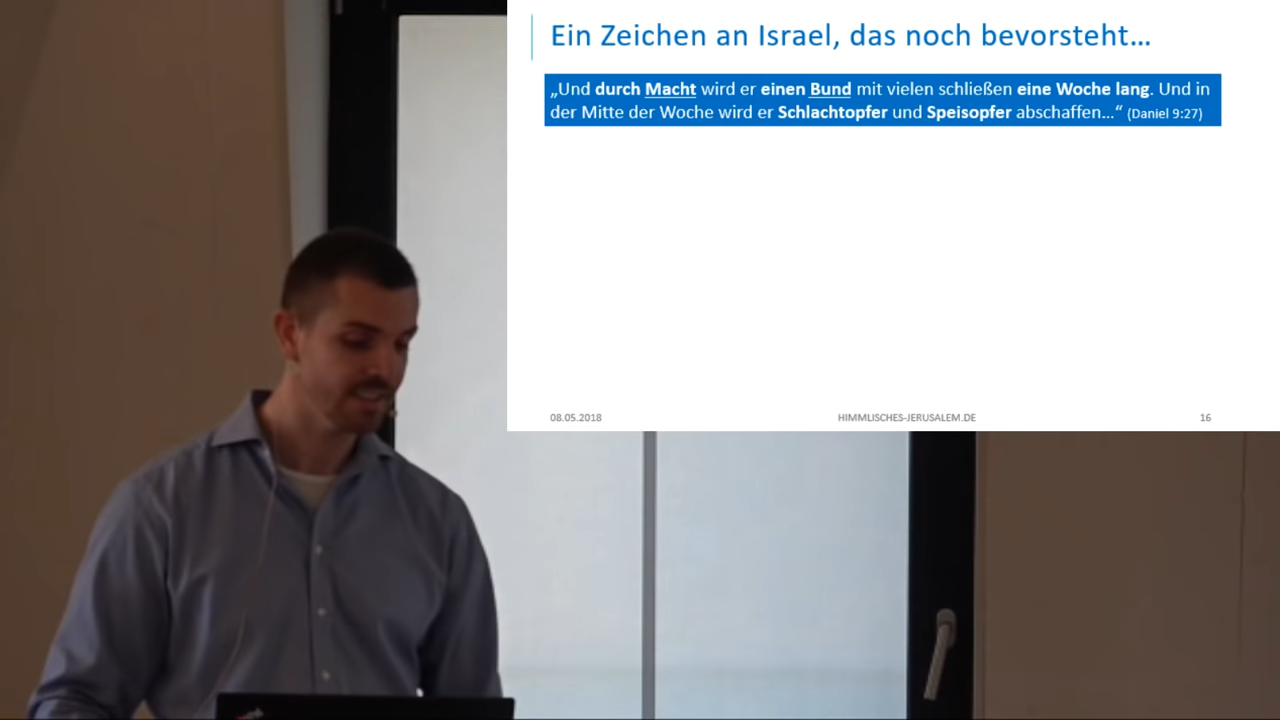 Ein Zeichen an Israel, das noch bevorsteht…
„Und durch Macht wird er einen Bund mit vielen schließen eine Woche lang. Und in
der Mitte der Woche wird er Schlachtopfer und Speisopfer abschaffen…“ (Daniel 9:27)
08.05.2018 HIMMLISCHES-JERUSALEM.DE 16